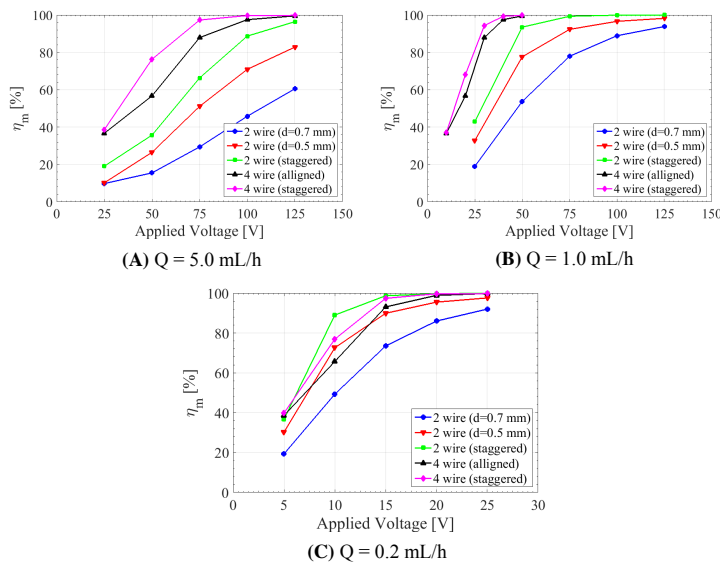 100
80
60
40
20
0
η_m [%]
2 wire (d=0.7 mm)
2 wire (d=0.5 mm)
2 wire (staggered)
4 wire (aligned)
4 wire (staggered)
0 25 50 75 100 125 150
Applied Voltage [V]
(A) Q = 5.0 mL/h
100
80
60
40
20
0
η_m [%]
2 wire (d=0.7 mm)
2 wire (d=0.5 mm)
2 wire (staggered)
4 wire (aligned)
4 wire (staggered)
0 25 50 75 100 125 150
Applied Voltage [V]
(B) Q = 1.0 mL/h
100
80
60
40
20
0
η_m [%]
2 wire (d=0.7 mm)
2 wire (d=0.5 mm)
2 wire (staggered)
4 wire (alligned)
4 wire (staggered)
0 5 10 15 20 25 30
Applied Voltage [V]
(C) Q = 0.2 mL/h